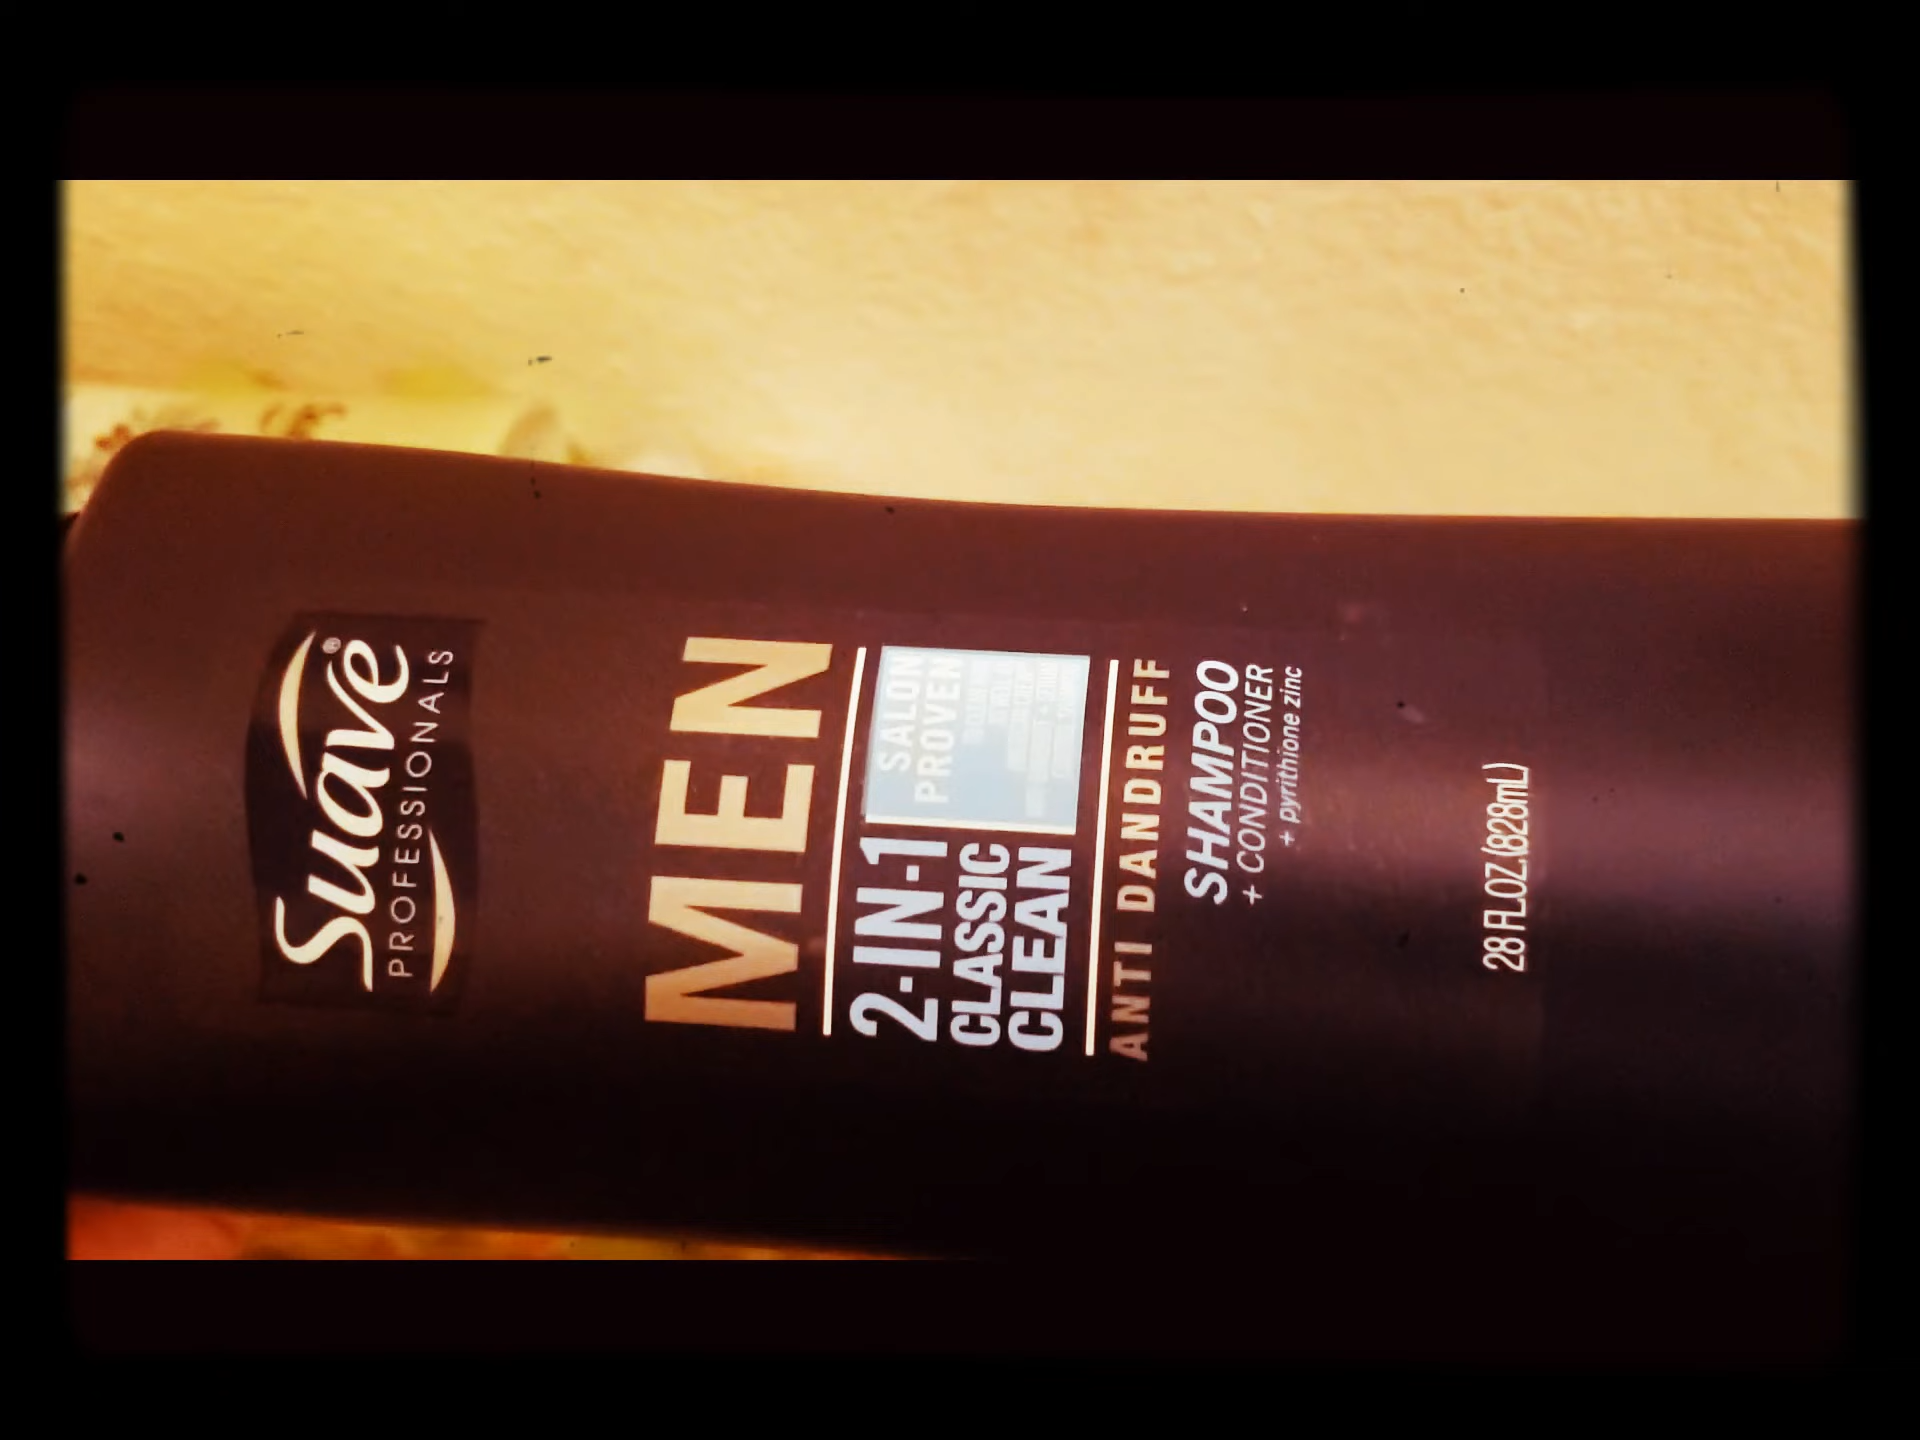 Suave®
PROFESSIONALS
MEN
2-IN-1
CLASSIC
CLEAN
SALON
PROVEN
ANTI DANDRUFF
SHAMPOO
+ CONDITIONER
+ pyrithione zinc
28 FL.OZ.(828mL)